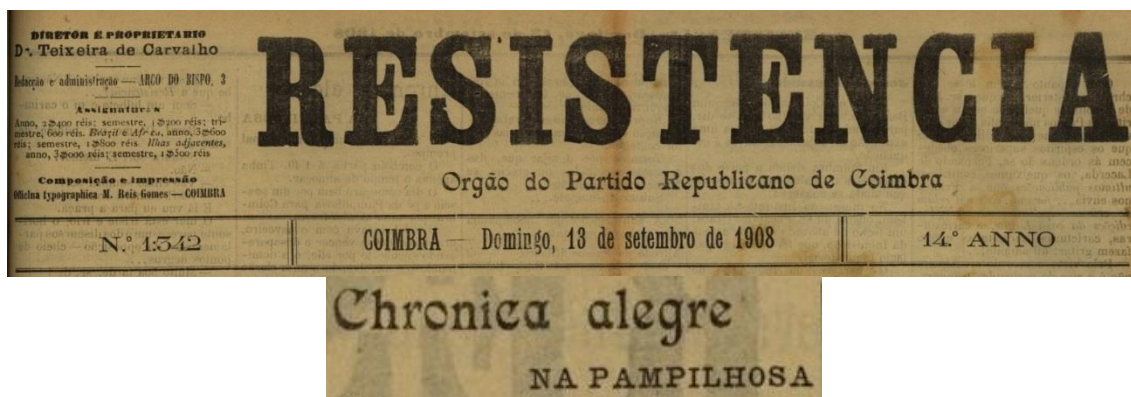 DIRETOR E PROPRIETARIO
Dr. Teixeira de Carvalho
Redacção e administração — ARCO DO BISPO, 3
Assignaturas
Anno, 2$400 réis; semestre, 1$200 réis; tri-
mestre, 600 réis. Brazil e Africa, anno, 3$600
réis; semestre, 1$800 réis. Ilhas adjacentes,
anno, 3$000 réis; semestre, 1$500 réis
Composição e impressão
Officina typographica M. Reis Gomes — COIMBRA
RESISTENCIA
Orgão do Partido Republicano de Coimbra
N.º 1:342
COIMBRA — Domingo, 13 de setembro de 1908
14.º ANNO
Chronica alegre
NA PAMPILHOSA